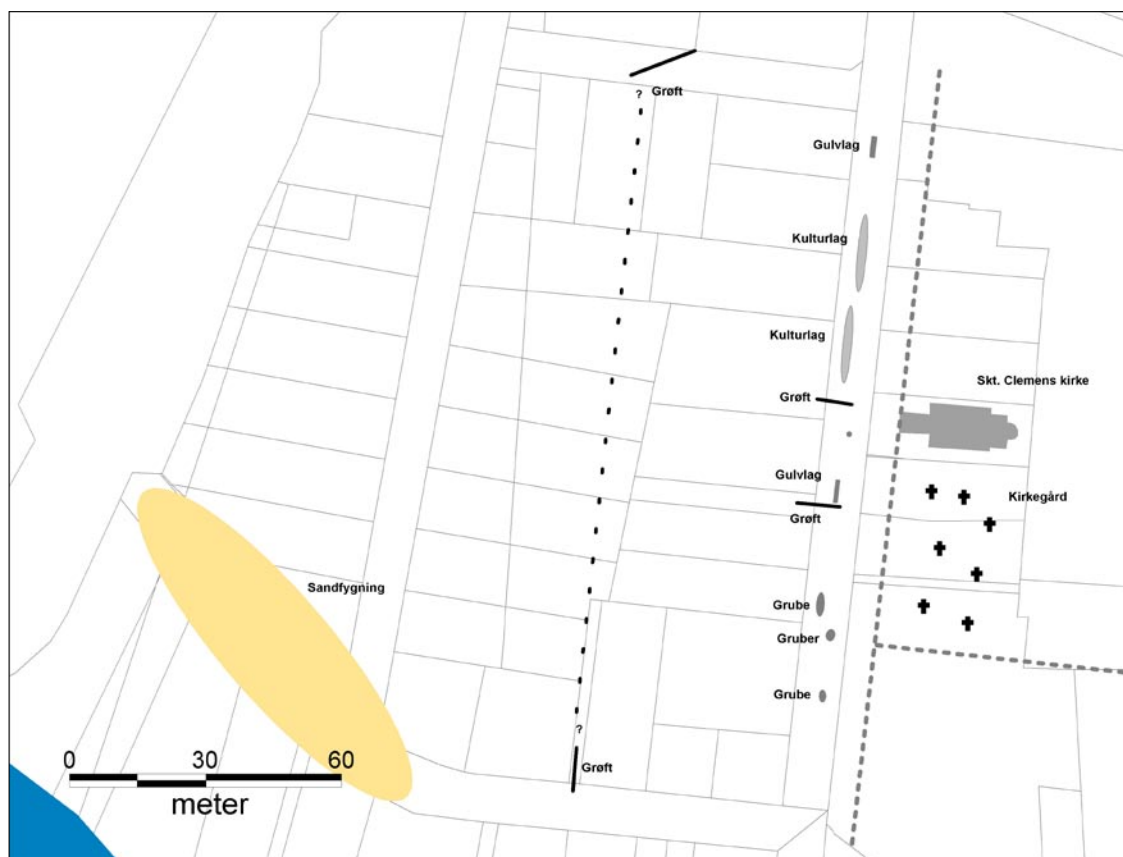 ?
Grøft
Gulvlag
Kulturlag
Kulturlag
Skt. Clemens kirke
Grøft
Gulvlag
Kirkegård
Grøft
Sandfygning
Grube
Gruber
Grube
?
Grøft
0 30 60
meter